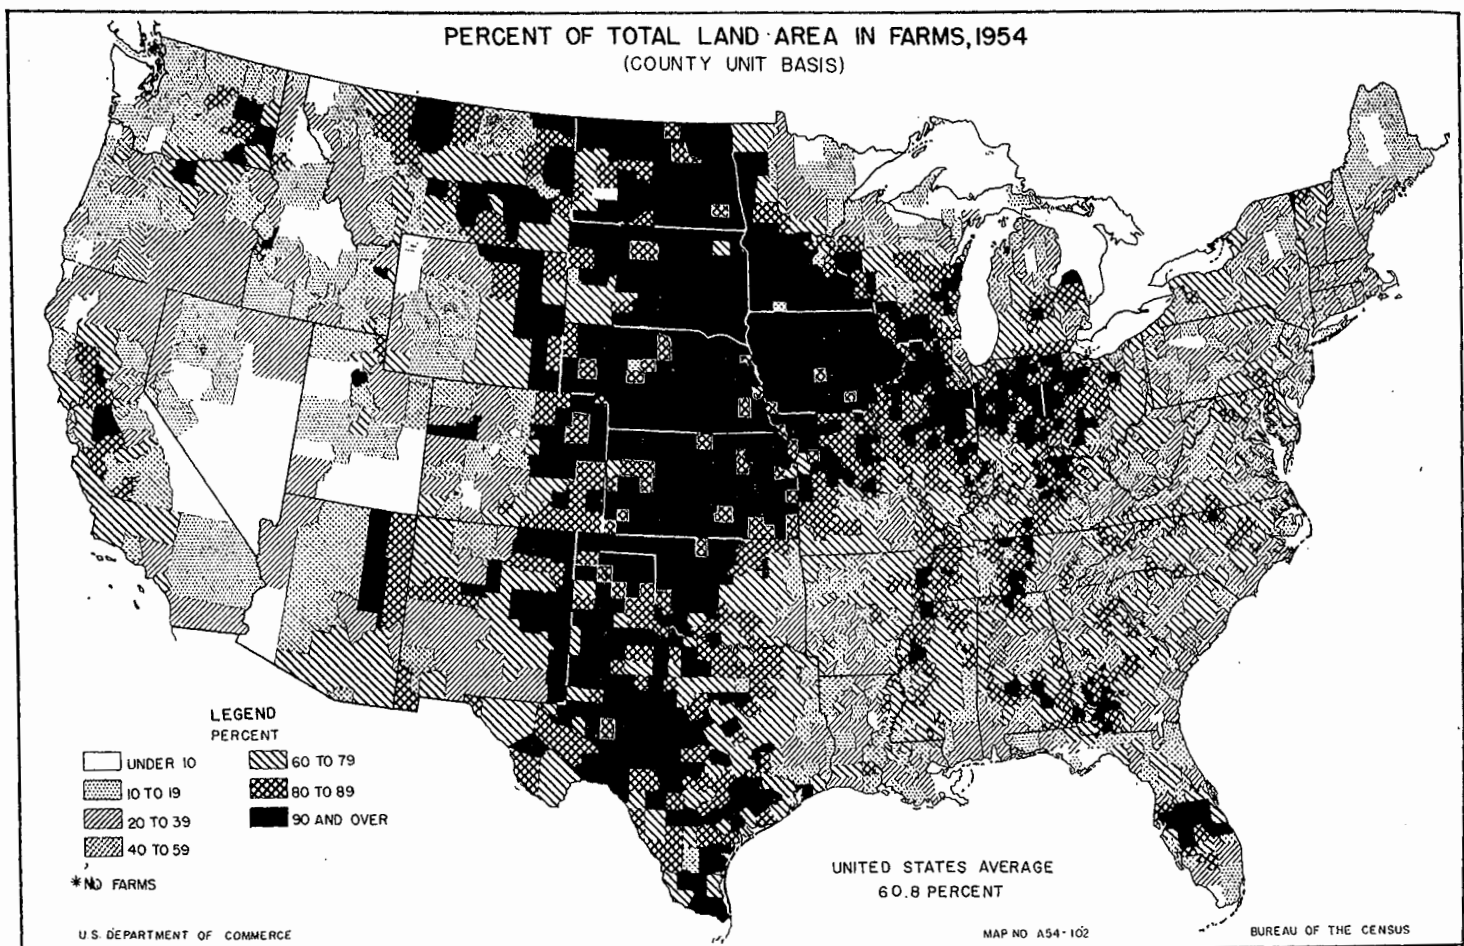 PERCENT OF TOTAL LAND AREA IN FARMS, 1954
(COUNTY UNIT BASIS)
LEGEND
PERCENT
UNDER 10
10 TO 19
20 TO 39
40 TO 59
60 TO 79
80 TO 89
90 AND OVER
* NO FARMS
UNITED STATES AVERAGE
60.8 PERCENT
U.S. DEPARTMENT OF COMMERCE
MAP NO A54-102
BUREAU OF THE CENSUS